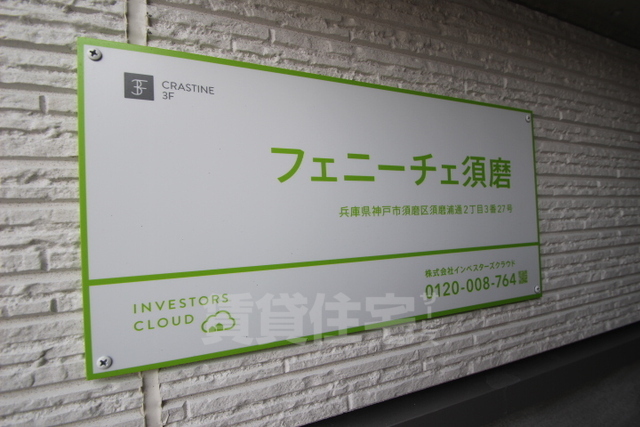 CRASTINE
3F
フェニーチェ須磨
兵庫県神戸市須磨区須磨浦通2丁目3番27号
株式会社インベスターズクラウド
0120-008-764
INVESTORS
CLOUD
賃貸住宅